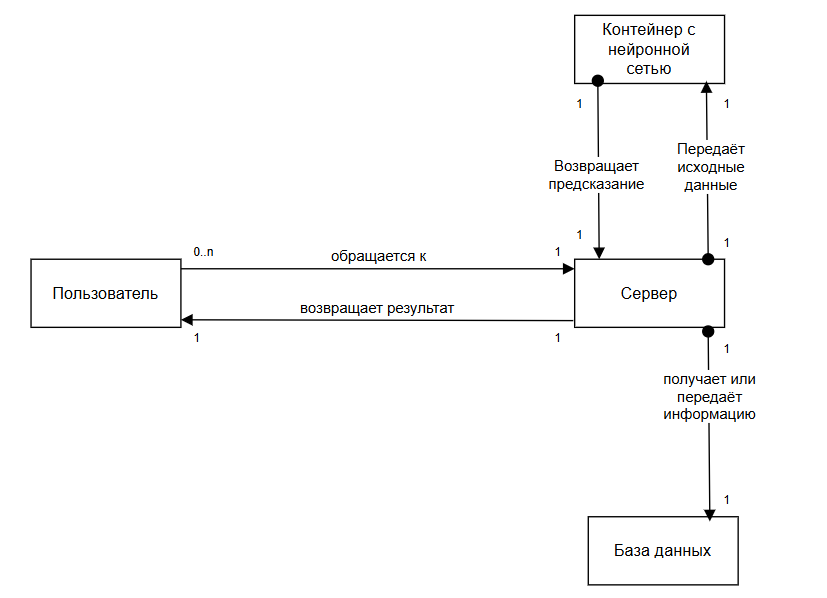 Контейнер с
нейронной
сетью
1
1
Возвращает
предсказание
Передаёт
исходные
данные
1
1
0..n
обращается к
1
Пользователь
Сервер
возвращает результат
1
1
1
получает или
передаёт
информацию
1
База данных